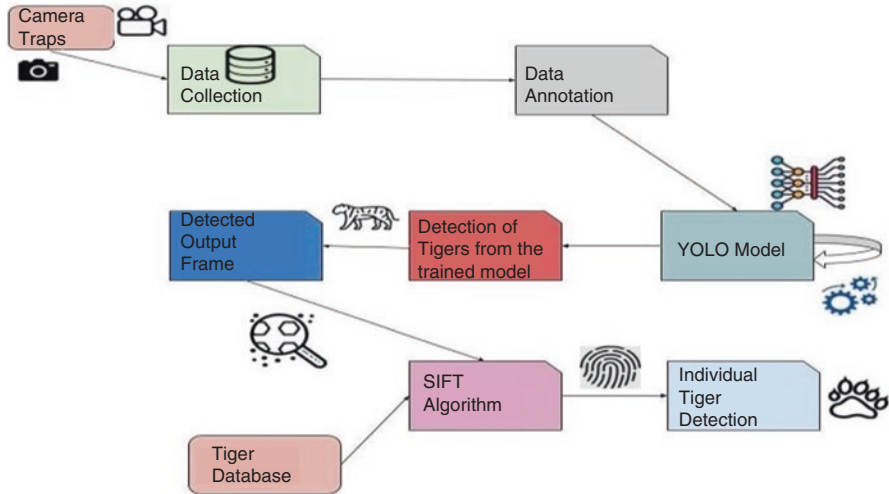 Camera
Traps
Data
Collection
Data
Annotation
YOLO Model
Detection of
Tigers from the
trained model
Detected
Output
Frame
SIFT
Algorithm
Tiger
Database
Individual
Tiger
Detection